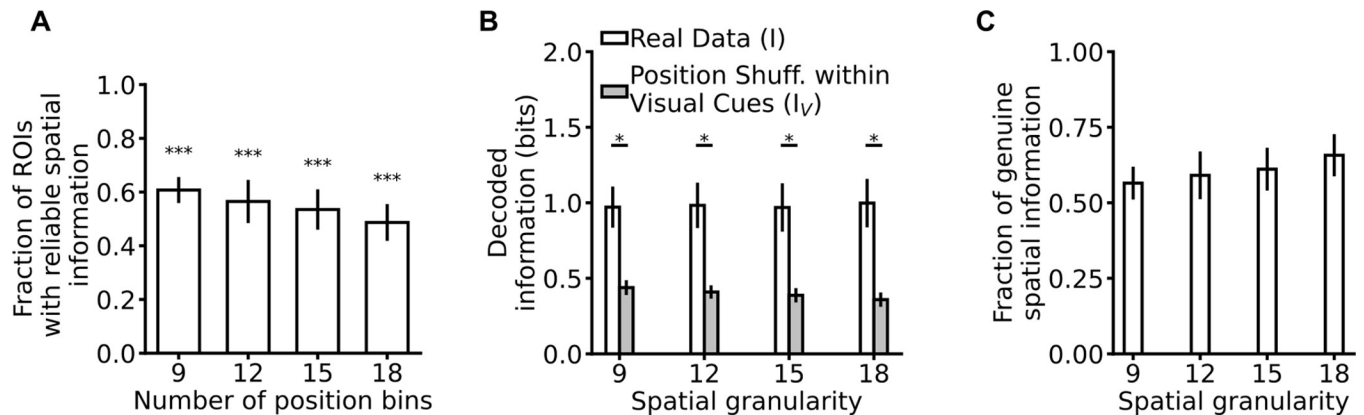 A
Fraction of ROIs
with reliable spatial
information
1.0
0.8
0.6
0.4
0.2
0.0
***
***
***
***
9 12 15 18
Number of position bins
B
Real Data (I)
Position Shuff. within
Visual Cues (I_V)
Decoded
information (bits)
2.0
1.5
1.0
0.5
0.0
* * * *
9 12 15 18
Spatial granularity
C
Fraction of genuine
spatial information
1.00
0.75
0.50
0.25
0.00
9 12 15 18
Spatial granularity